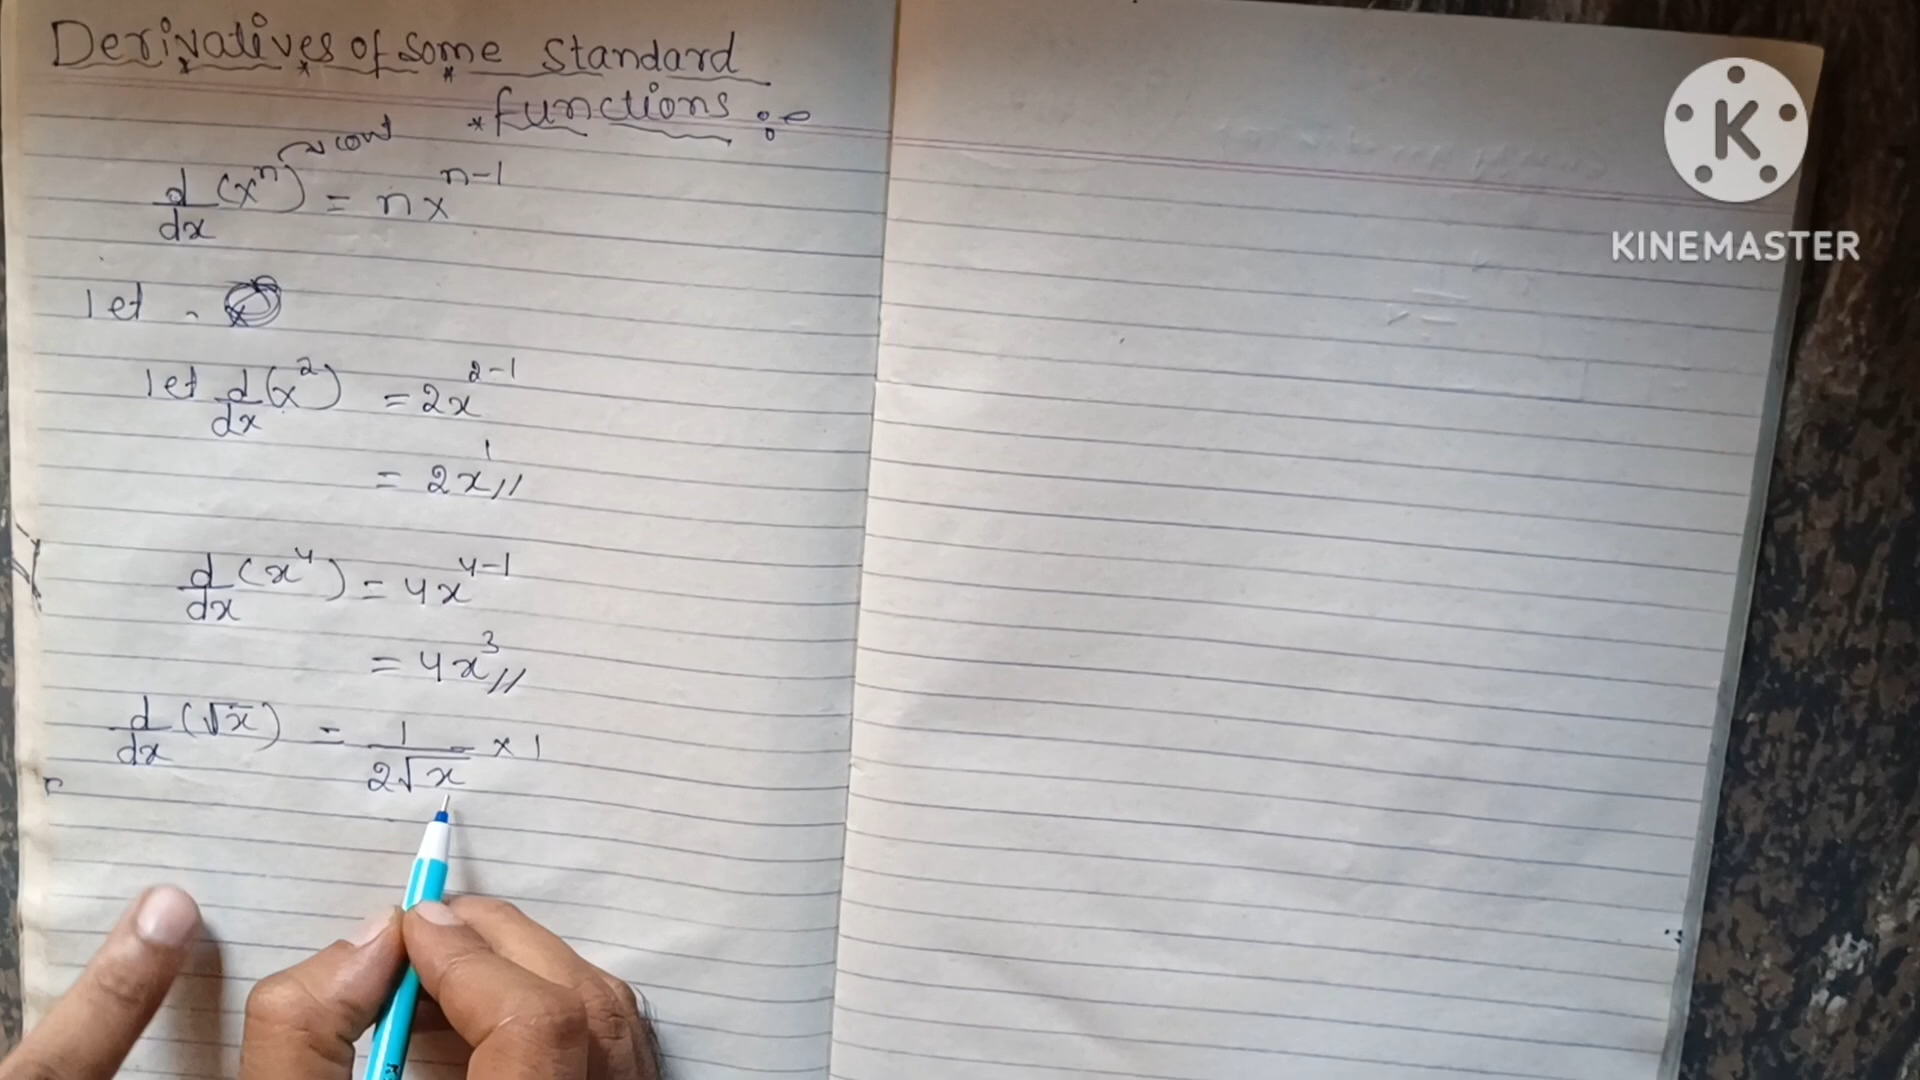 Derivatives of some standard
functions :-
n cont
d/dx (x^n) = nx^(n-1)
let
let d/dx (x^2) = 2x^(2-1)
= 2x^1 //
d/dx (x^4) = 4x^(4-1)
= 4x^3 //
d/dx (√x) = 1/(2√x) × 1
K
KINEMASTER